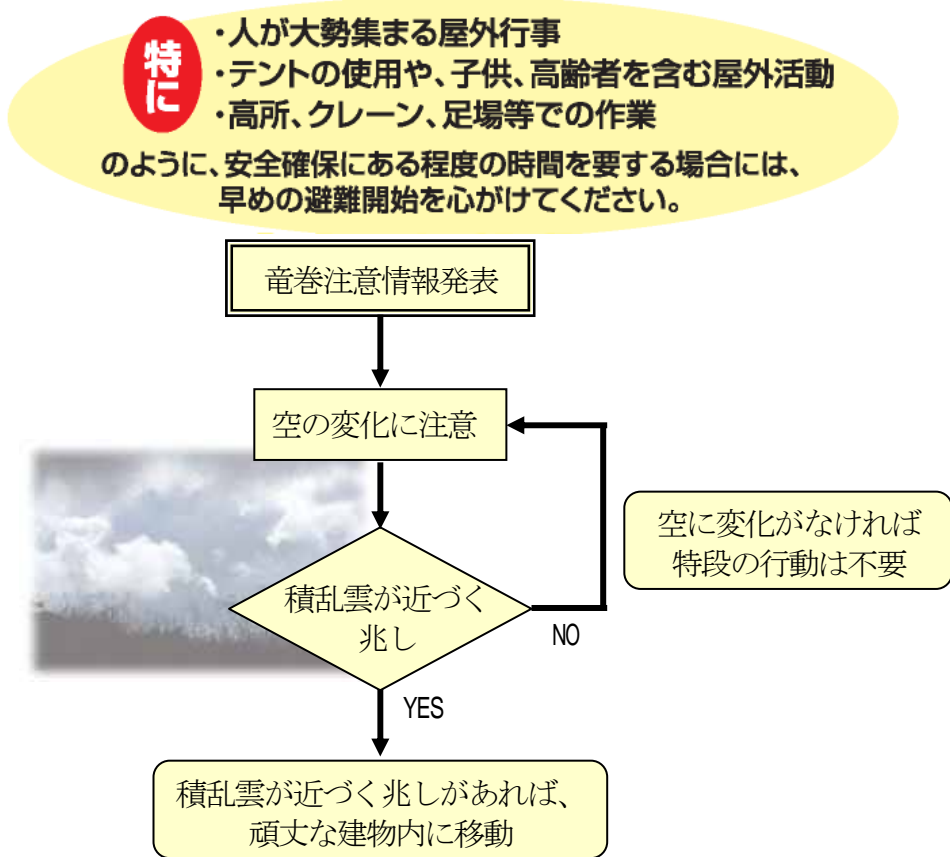 特に
・人が大勢集まる屋外行事
・テントの使用や、子供、高齢者を含む屋外活動
・高所、クレーン、足場等での作業
のように、安全確保にある程度の時間を要する場合には、
早めの避難開始を心がけてください。
竜巻注意情報発表
空の変化に注意
空に変化がなければ
特段の行動は不要
積乱雲が近づく
兆し
NO
YES
積乱雲が近づく兆しがあれば、
頑丈な建物内に移動